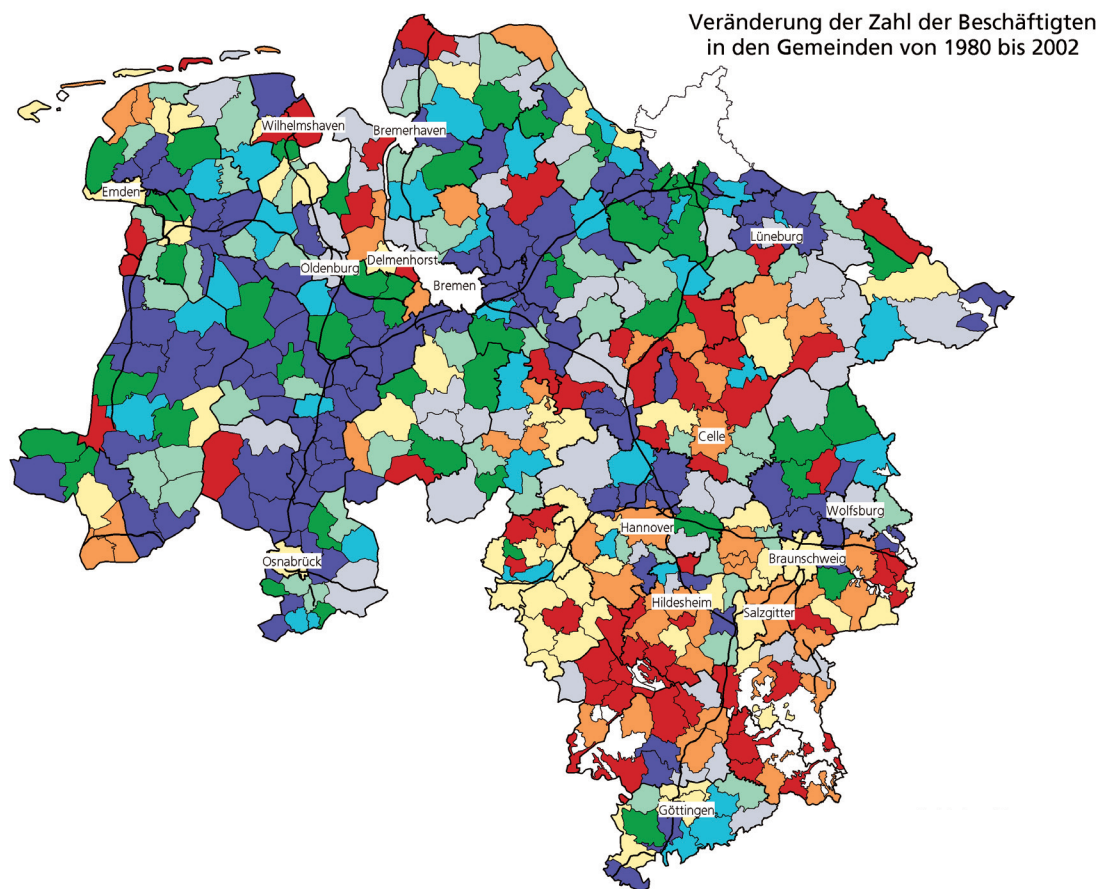 Veränderung der Zahl der Beschäftigten
in den Gemeinden von 1980 bis 2002
Wilhelmshaven
Bremerhaven
Emden
Lüneburg
Oldenburg
Delmenhorst
Bremen
Celle
Wolfsburg
Hannover
Osnabrück
Braunschweig
Hildesheim
Salzgitter
Göttingen